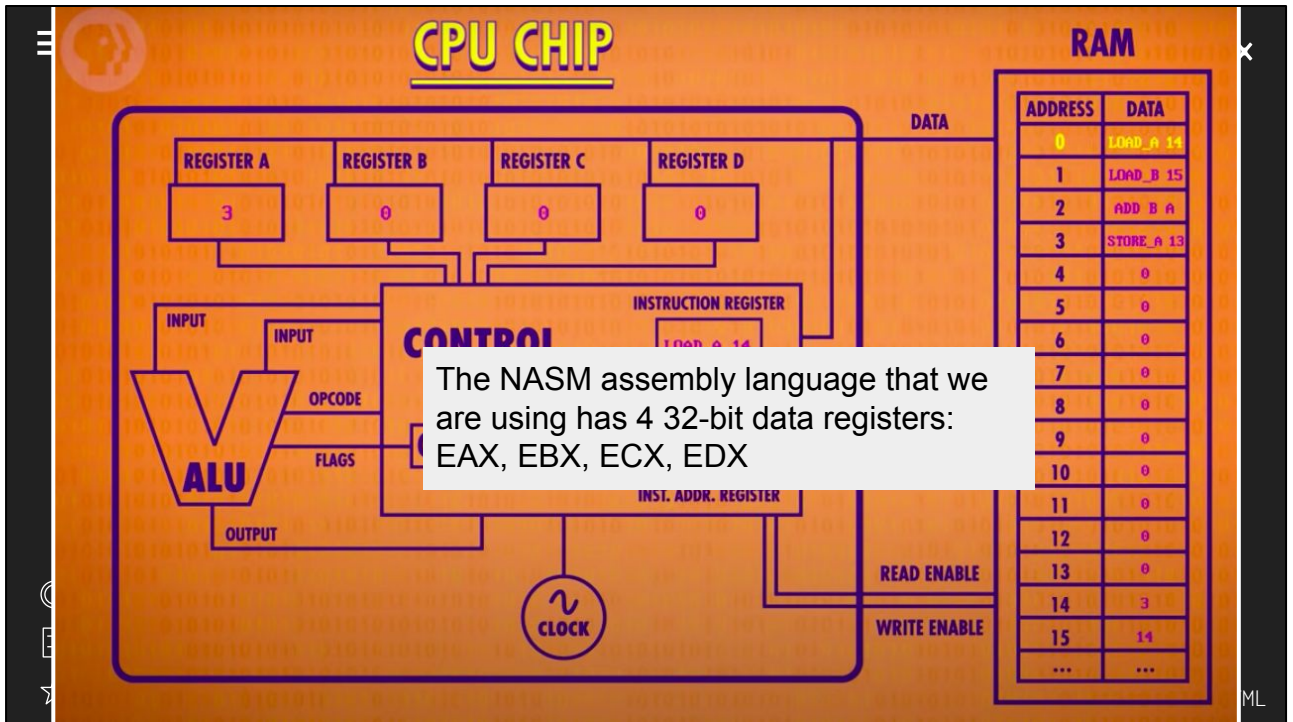 CPU CHIP
RAM
ADDRESS DATA
DATA
0 LOAD_A 14
1 LOAD_B 15
2 ADD B A
3 STORE_A 13
4 0
5 0
6 0
7 0
8 0
9 0
10 0
11 0
12 0
13 0
14 3
15 14
... ...
REGISTER A REGISTER B REGISTER C REGISTER D
3 0 0 0
INPUT
INPUT
CONTROL
INSTRUCTION REGISTER
LOAD_A 14
The NASM assembly language that we
are using has 4 32-bit data registers:
EAX, EBX, ECX, EDX
OPCODE
FLAGS
ALU
INST. ADDR. REGISTER
OUTPUT
CLOCK
READ ENABLE
WRITE ENABLE
ML